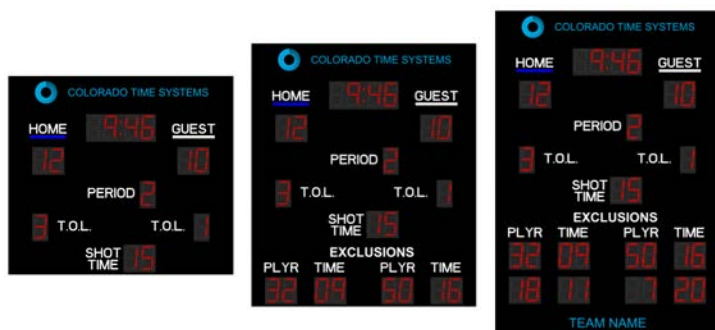 COLORADO TIME SYSTEMS
HOME 9:46 GUEST
12 10
PERIOD 2
3 T.O.L. T.O.L. 1
SHOT TIME 15
COLORADO TIME SYSTEMS
HOME 9:46 GUEST
12 10
PERIOD 2
3 T.O.L. T.O.L. 1
SHOT TIME 15
EXCLUSIONS
PLYR TIME PLYR TIME
32 09 50 16
COLORADO TIME SYSTEMS
HOME 9:46 GUEST
12 10
PERIOD 2
3 T.O.L. T.O.L. 1
SHOT TIME 15
EXCLUSIONS
PLYR TIME PLYR TIME
32 09 50 16
18 11 7 20
TEAM NAME